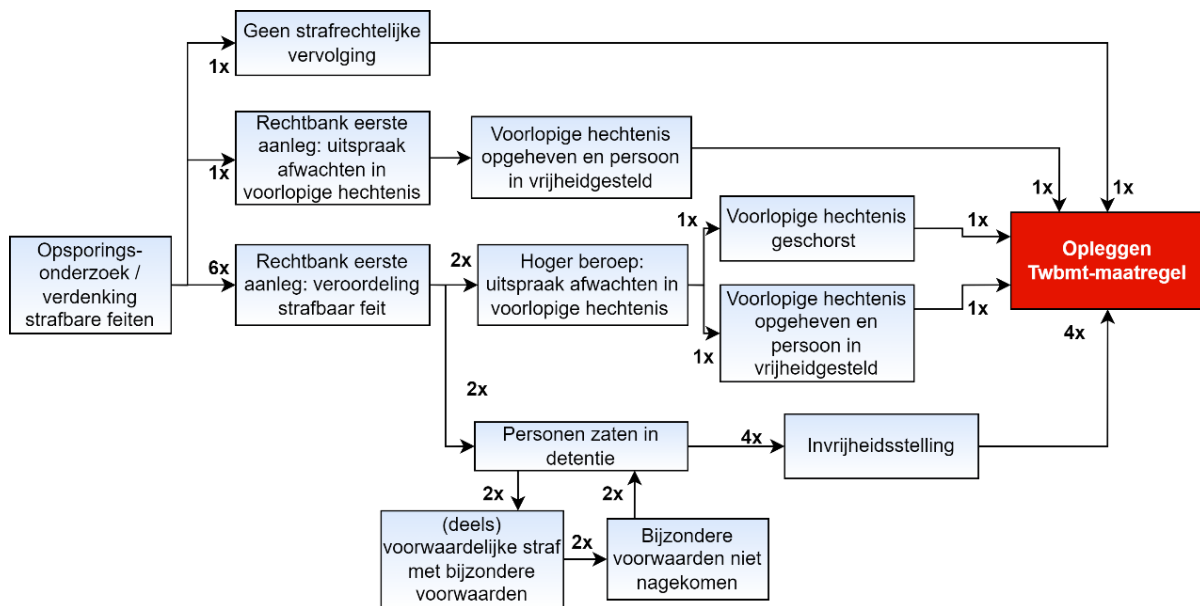 Geen strafrechtelijke
vervolging
1x
Rechtbank eerste
aanleg: uitspraak
afwachten in
voorlopige hechtenis
1x
Voorlopige hechtenis
opgeheven en persoon
in vrijheidgesteld
1x
1x
Opsporings-
onderzoek /
verdenking
strafbare feiten
6x
Rechtbank eerste
aanleg: veroordeling
strafbaar feit
2x
Hoger beroep:
uitspraak afwachten in
voorlopige hechtenis
1x
Voorlopige hechtenis
geschorst
1x
1x
Voorlopige hechtenis
opgeheven en
persoon in
vrijheidgesteld
1x
Opleggen
Twbmt-maatregel
4x
2x
Personen zaten in
detentie
4x
Invrijheidsstelling
2x
2x
(deels)
voorwaardelijke straf
met bijzondere
voorwaarden
2x
Bijzondere
voorwaarden niet
nagekomen